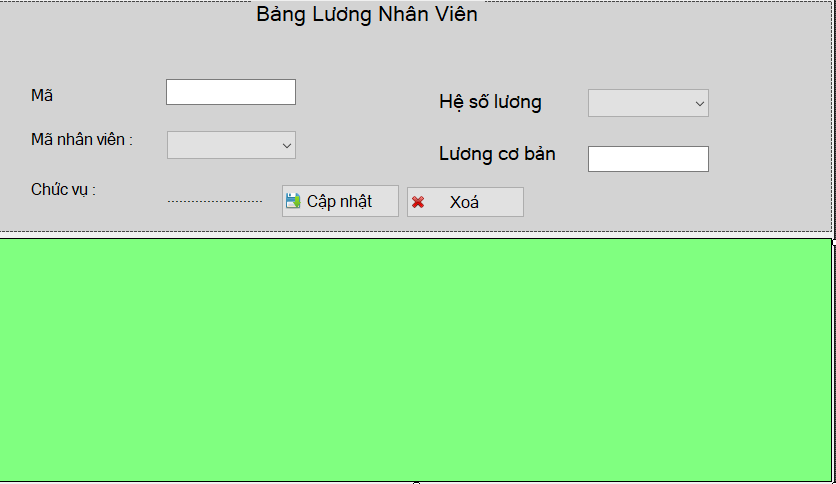 Bảng Lương Nhân Viên
Mã
Hệ số lương
Mã nhân viên :
Lương cơ bản
Chức vụ :
.......................... Cập nhật Xoá